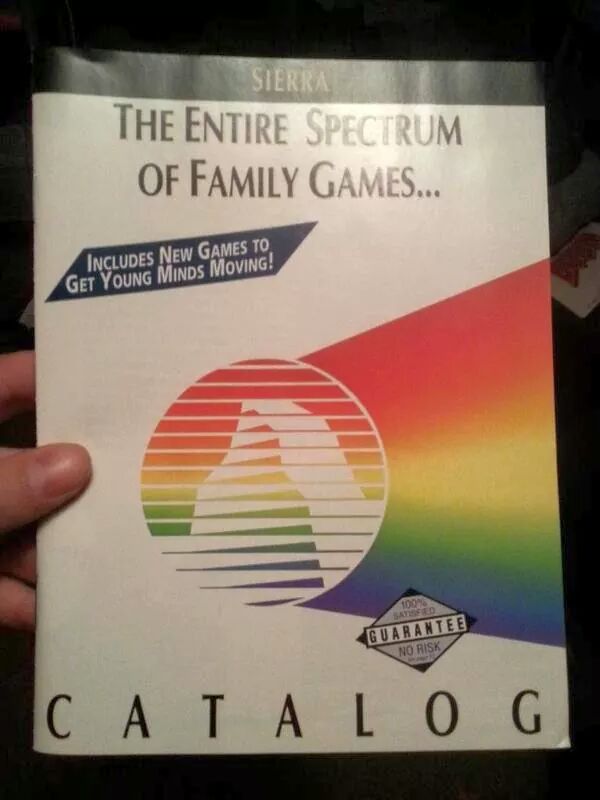 SIERRA
THE ENTIRE SPECTRUM
OF FAMILY GAMES...
INCLUDES NEW GAMES TO
GET YOUNG MINDS MOVING!
100%
SATISFIED
GUARANTEE
NO RISK
CATALOG